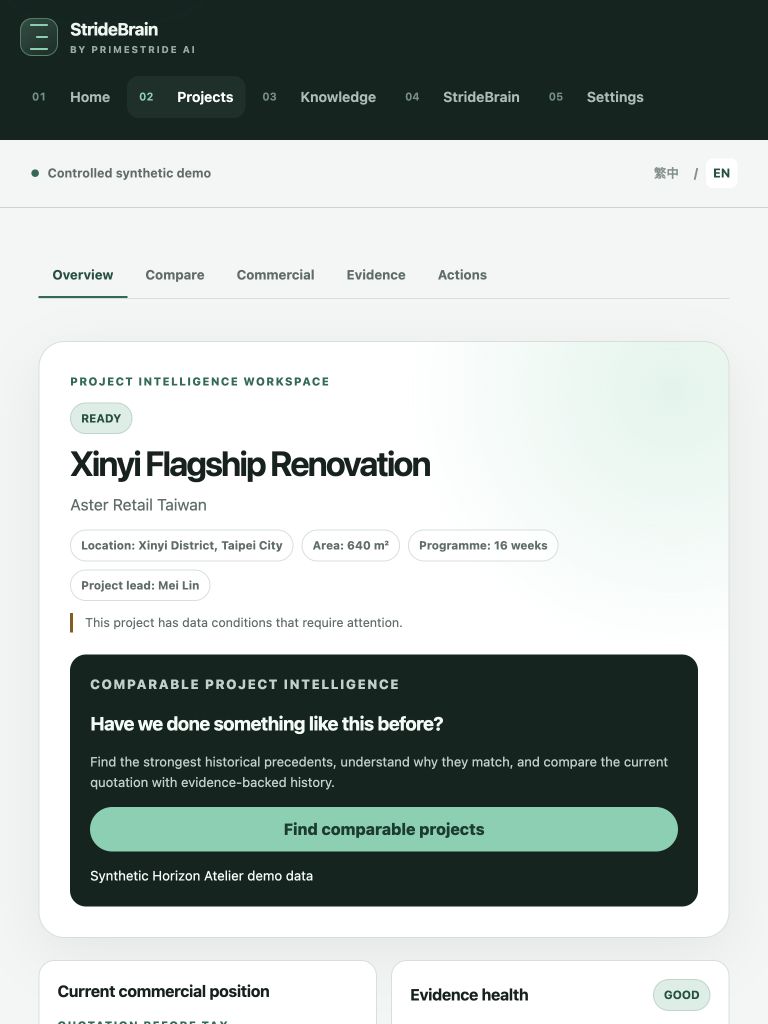 StrideBrain
BY PRIMESTRIDE AI
01 Home 02 Projects 03 Knowledge 04 StrideBrain 05 Settings
Controlled synthetic demo
繁中 / EN
Overview Compare Commercial Evidence Actions
PROJECT INTELLIGENCE WORKSPACE
READY
Xinyi Flagship Renovation
Aster Retail Taiwan
Location: Xinyi District, Taipei City Area: 640 m² Programme: 16 weeks
Project lead: Mei Lin
This project has data conditions that require attention.
COMPARABLE PROJECT INTELLIGENCE
Have we done something like this before?
Find the strongest historical precedents, understand why they match, and compare the current
quotation with evidence-backed history.
Find comparable projects
Synthetic Horizon Atelier demo data
Current commercial position
Evidence health GOOD
QUOTATION BEFORE TAX